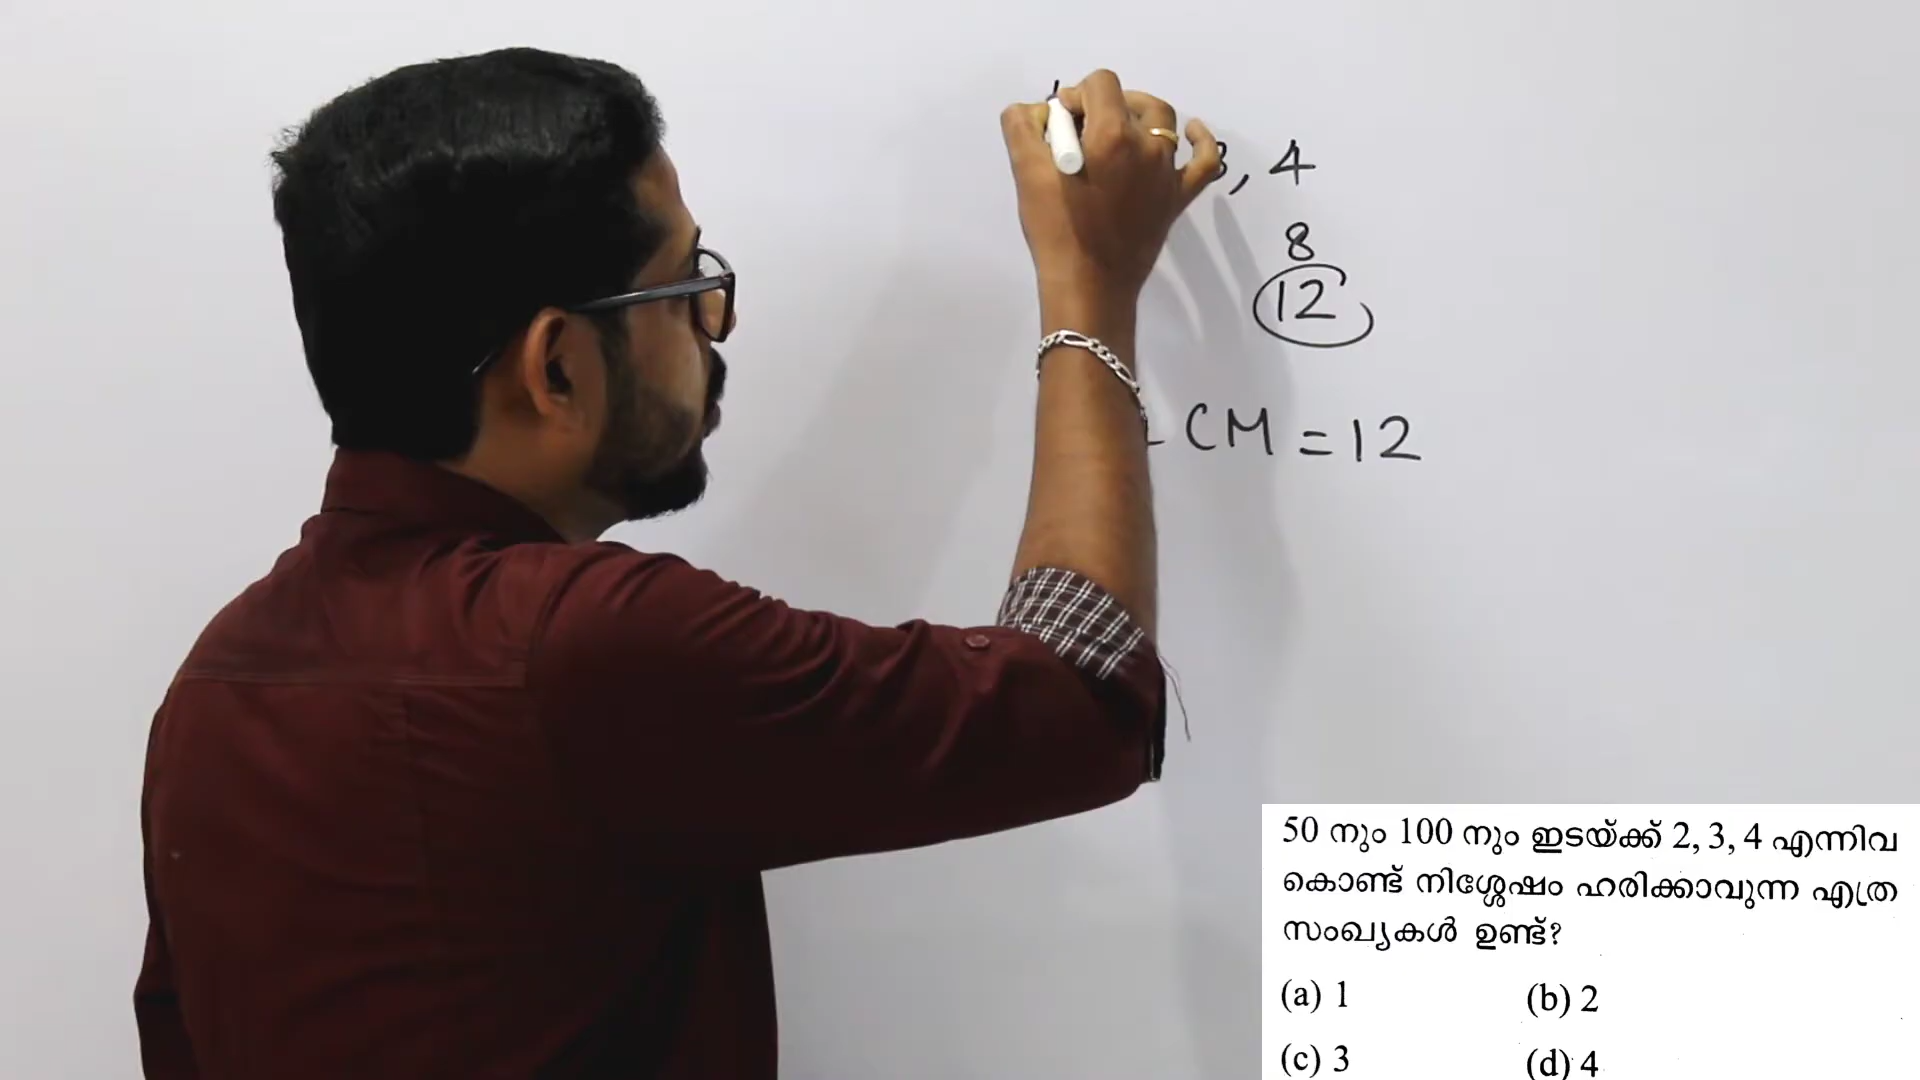 3, 4
8
12
LCM = 12
50 നും 100 നും ഇടയ്ക്ക് 2, 3, 4 എന്നിവ
കൊണ്ട് നിശ്ശേഷം ഹരിക്കാവുന്ന എത്ര
സംഖ്യകൾ ഉണ്ട്?
(a) 1 (b) 2
(c) 3 (d) 4